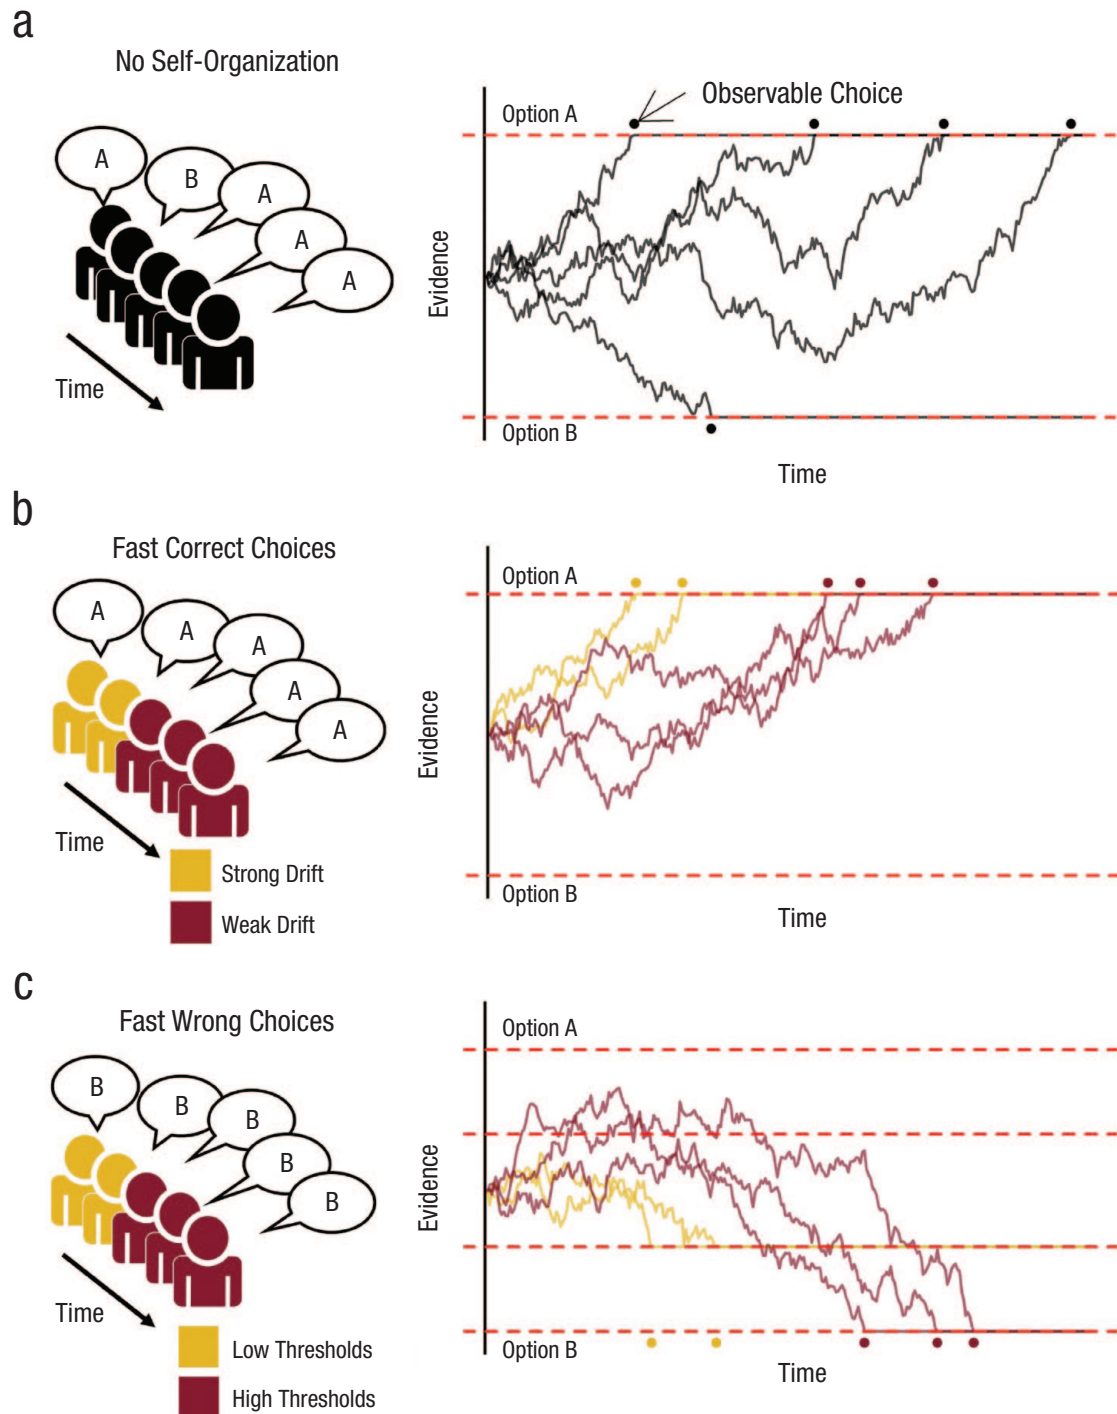 a
No Self-Organization
A
B
A
A
A
Time
Option A
Observable Choice
Evidence
Option B
Time
b
Fast Correct Choices
A
A
A
A
A
Time
Strong Drift
Weak Drift
Option A
Evidence
Option B
Time
c
Fast Wrong Choices
B
B
B
B
B
Time
Low Thresholds
High Thresholds
Option A
Evidence
Option B
Time